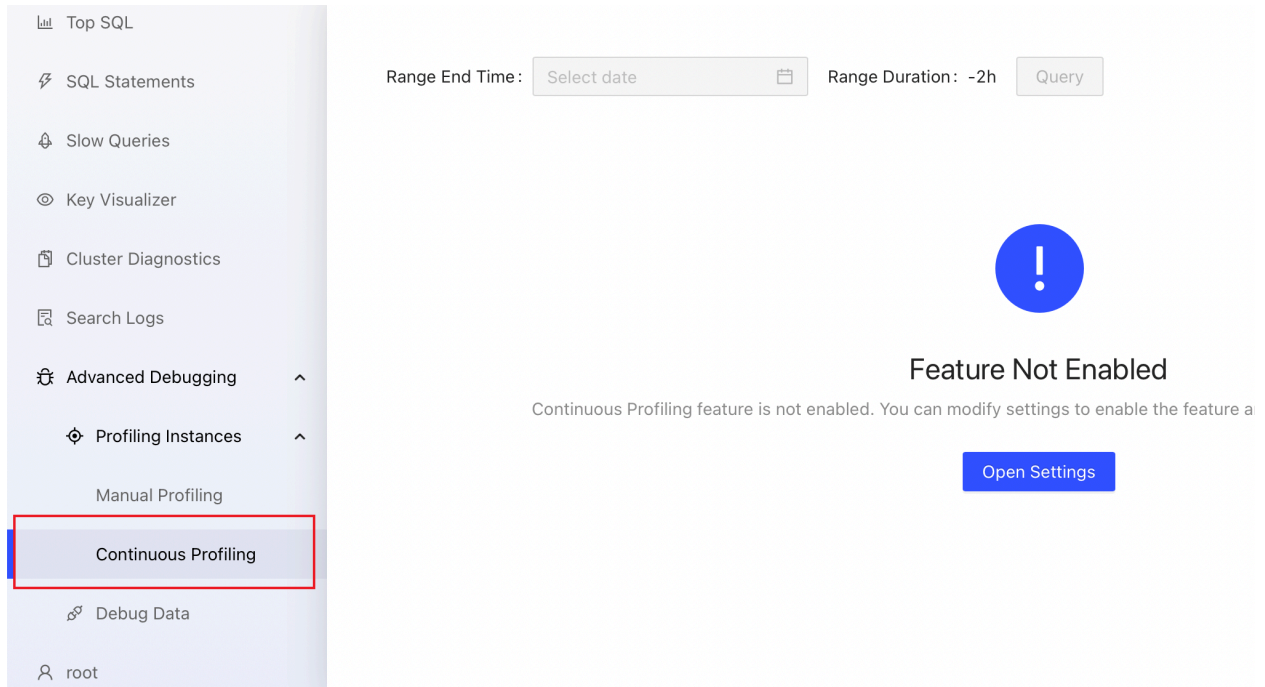 Top SQL
SQL Statements
Slow Queries
Key Visualizer
Cluster Diagnostics
Search Logs
Advanced Debugging
Profiling Instances
Manual Profiling
Continuous Profiling
Debug Data
root
Range End Time : Select date Range Duration : -2h Query
Feature Not Enabled
Continuous Profiling feature is not enabled. You can modify settings to enable the feature
Open Settings